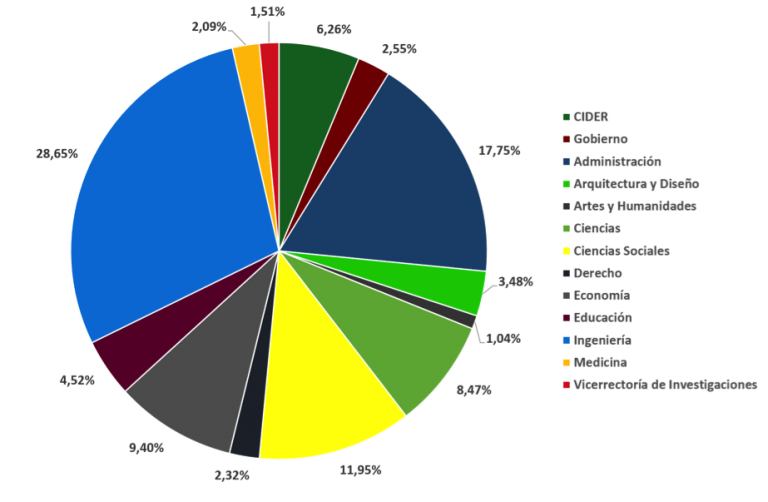 1,51%
2,09%
6,26%
2,55%
17,75%
28,65%
3,48%
1,04%
8,47%
4,52%
9,40%
2,32%
11,95%
CIDER
Gobierno
Administración
Arquitectura y Diseño
Artes y Humanidades
Ciencias
Ciencias Sociales
Derecho
Economía
Educación
Ingeniería
Medicina
Vicerrectoría de Investigaciones